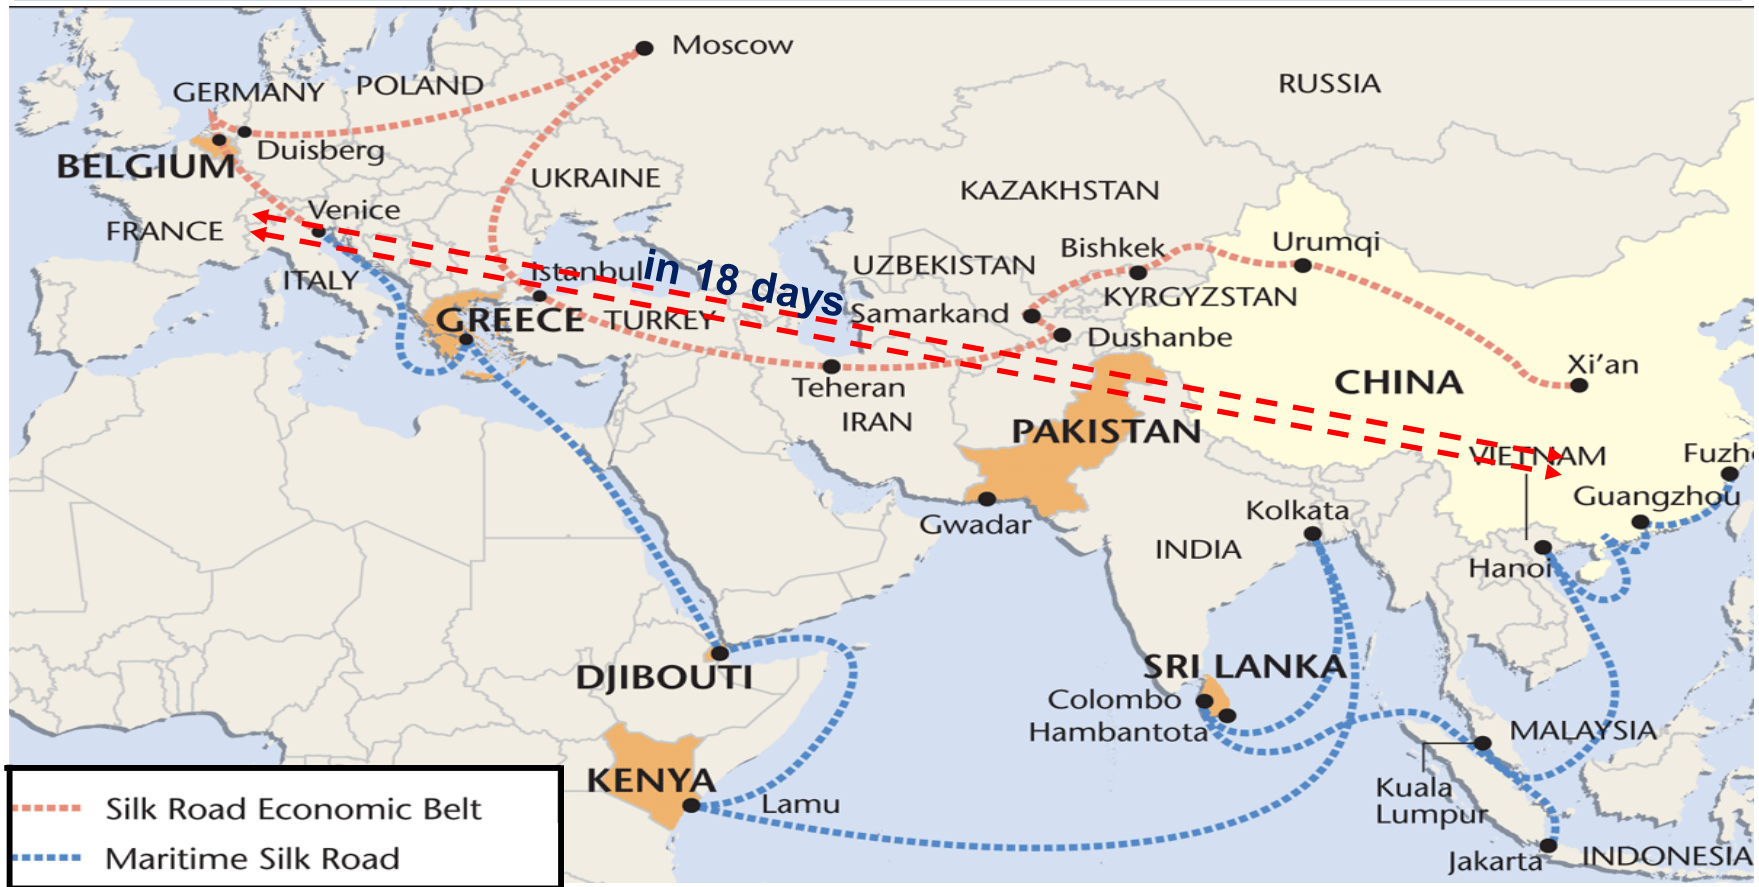 Moscow
RUSSIA
GERMANY
POLAND
Duisberg
BELGIUM
UKRAINE
KAZAKHSTAN
Venice
FRANCE
Bishkek
Urumqi
ITALY
Istanbul
in 18 days
UZBEKISTAN
KYRGYZSTAN
GREECE
TURKEY
Samarkand
Dushanbe
Teheran
Xi’an
CHINA
IRAN
PAKISTAN
VIETNAM
Fuzho
Guangzhou
Gwadar
Kolkata
INDIA
Hanoi
DJIBOUTI
SRI LANKA
Colombo
Hambantota
MALAYSIA
KENYA
Lamu
Kuala
Lumpur
Jakarta
INDONESIA
Silk Road Economic Belt
Maritime Silk Road